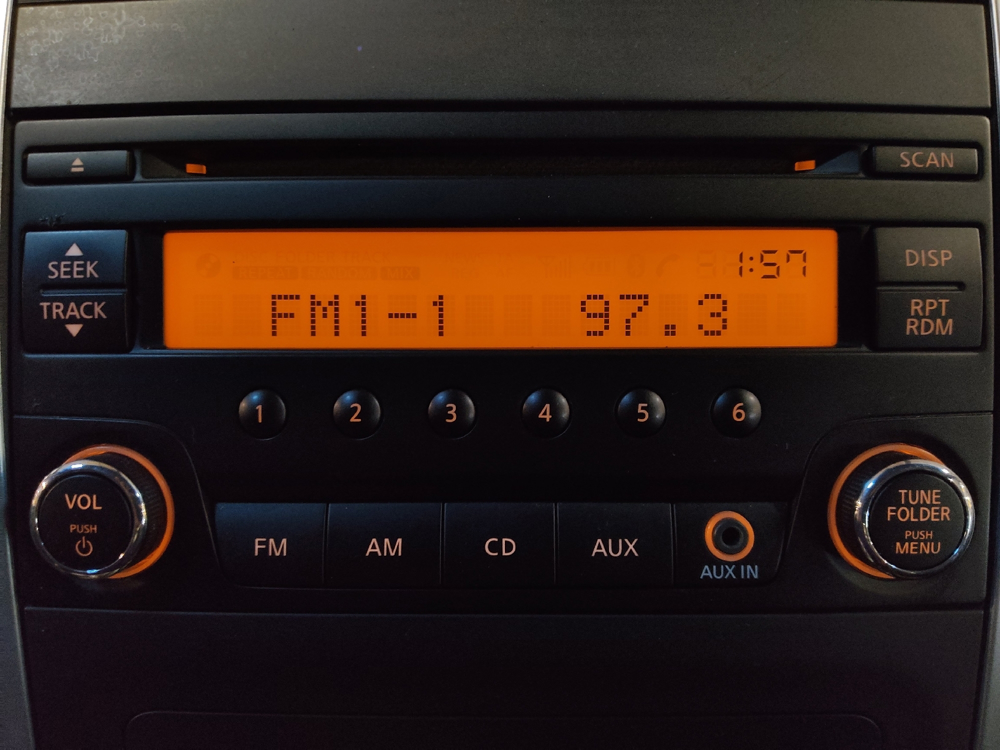 SCAN
SEEK
TRACK
1:57
FM1-1 97.3
DISP
RPT
RDM
1 2 3 4 5 6
VOL
PUSH
FM AM CD AUX
AUX IN
TUNE
FOLDER
PUSH
MENU